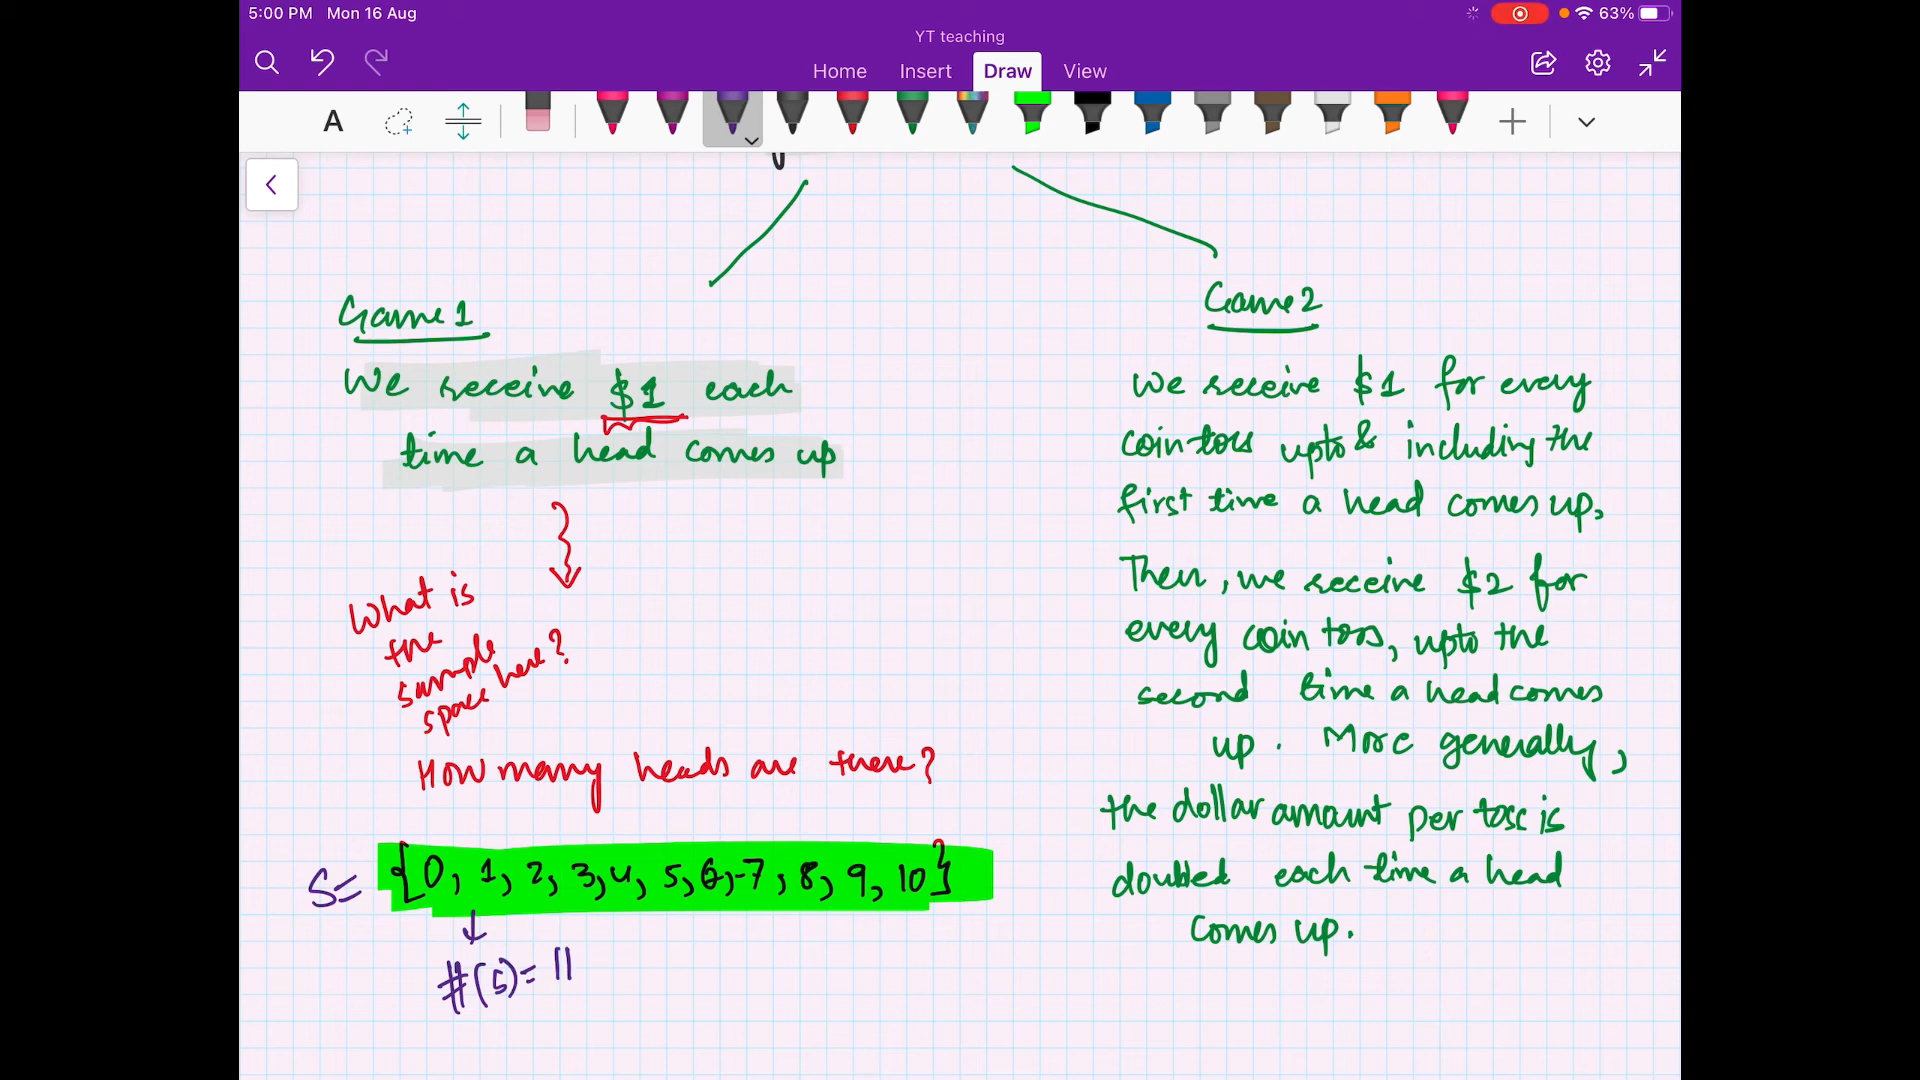 5:00 PM Mon 16 Aug
63%
YT teaching
Home Insert Draw View
A
Game 1
We receive $1 each
time a head comes up
What is
the
sample
space here?
How many heads are there?
S= {0, 1, 2, 3, 4, 5, 6, 7, 8, 9, 10}
#(S)= 11
Game 2
We receive $1 for every
coin toss upto & including the
first time a head comes up,
Then, we receive $2 for
every coin toss, upto the
second time a head comes
up. More generally,
the dollar amount per toss is
doubled each time a head
comes up.